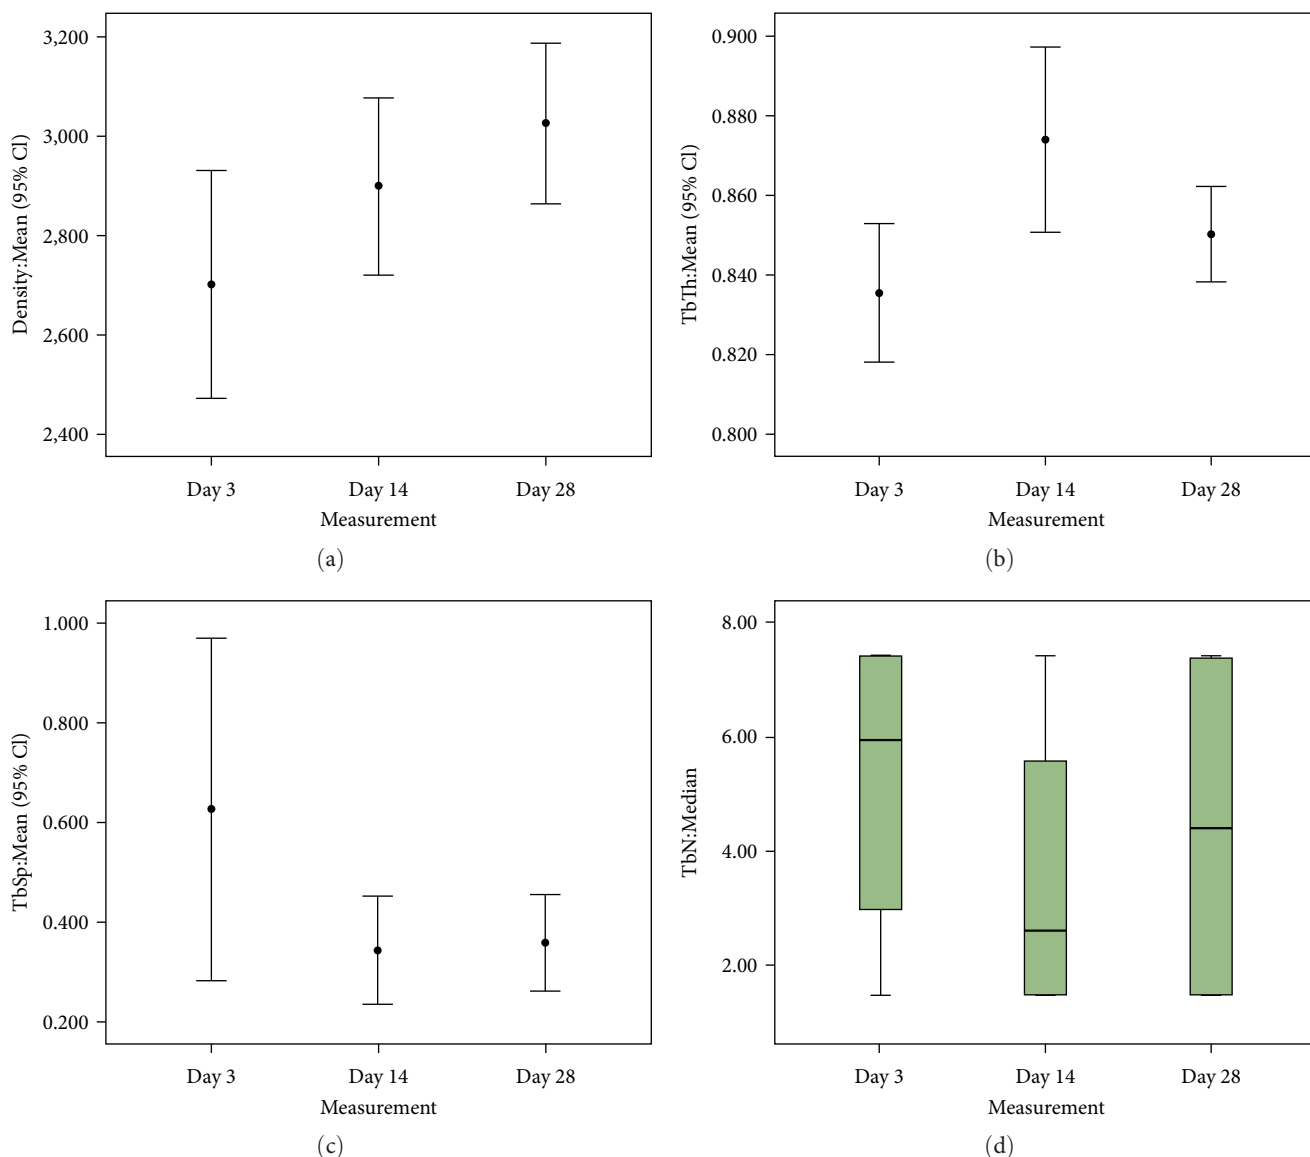 3,200
3,000
2,800
2,600
2,400
Density:Mean (95% CI)
Day 3 Day 14 Day 28
Measurement
(a)
0.900
0.880
0.860
0.840
0.820
0.800
TbTh:Mean (95% CI)
Day 3 Day 14 Day 28
Measurement
(b)
1.000
0.800
0.600
0.400
0.200
TbSp:Mean (95% CI)
Day 3 Day 14 Day 28
Measurement
(c)
8.00
6.00
4.00
2.00
TbN:Median
Day 3 Day 14 Day 28
Measurement
(d)